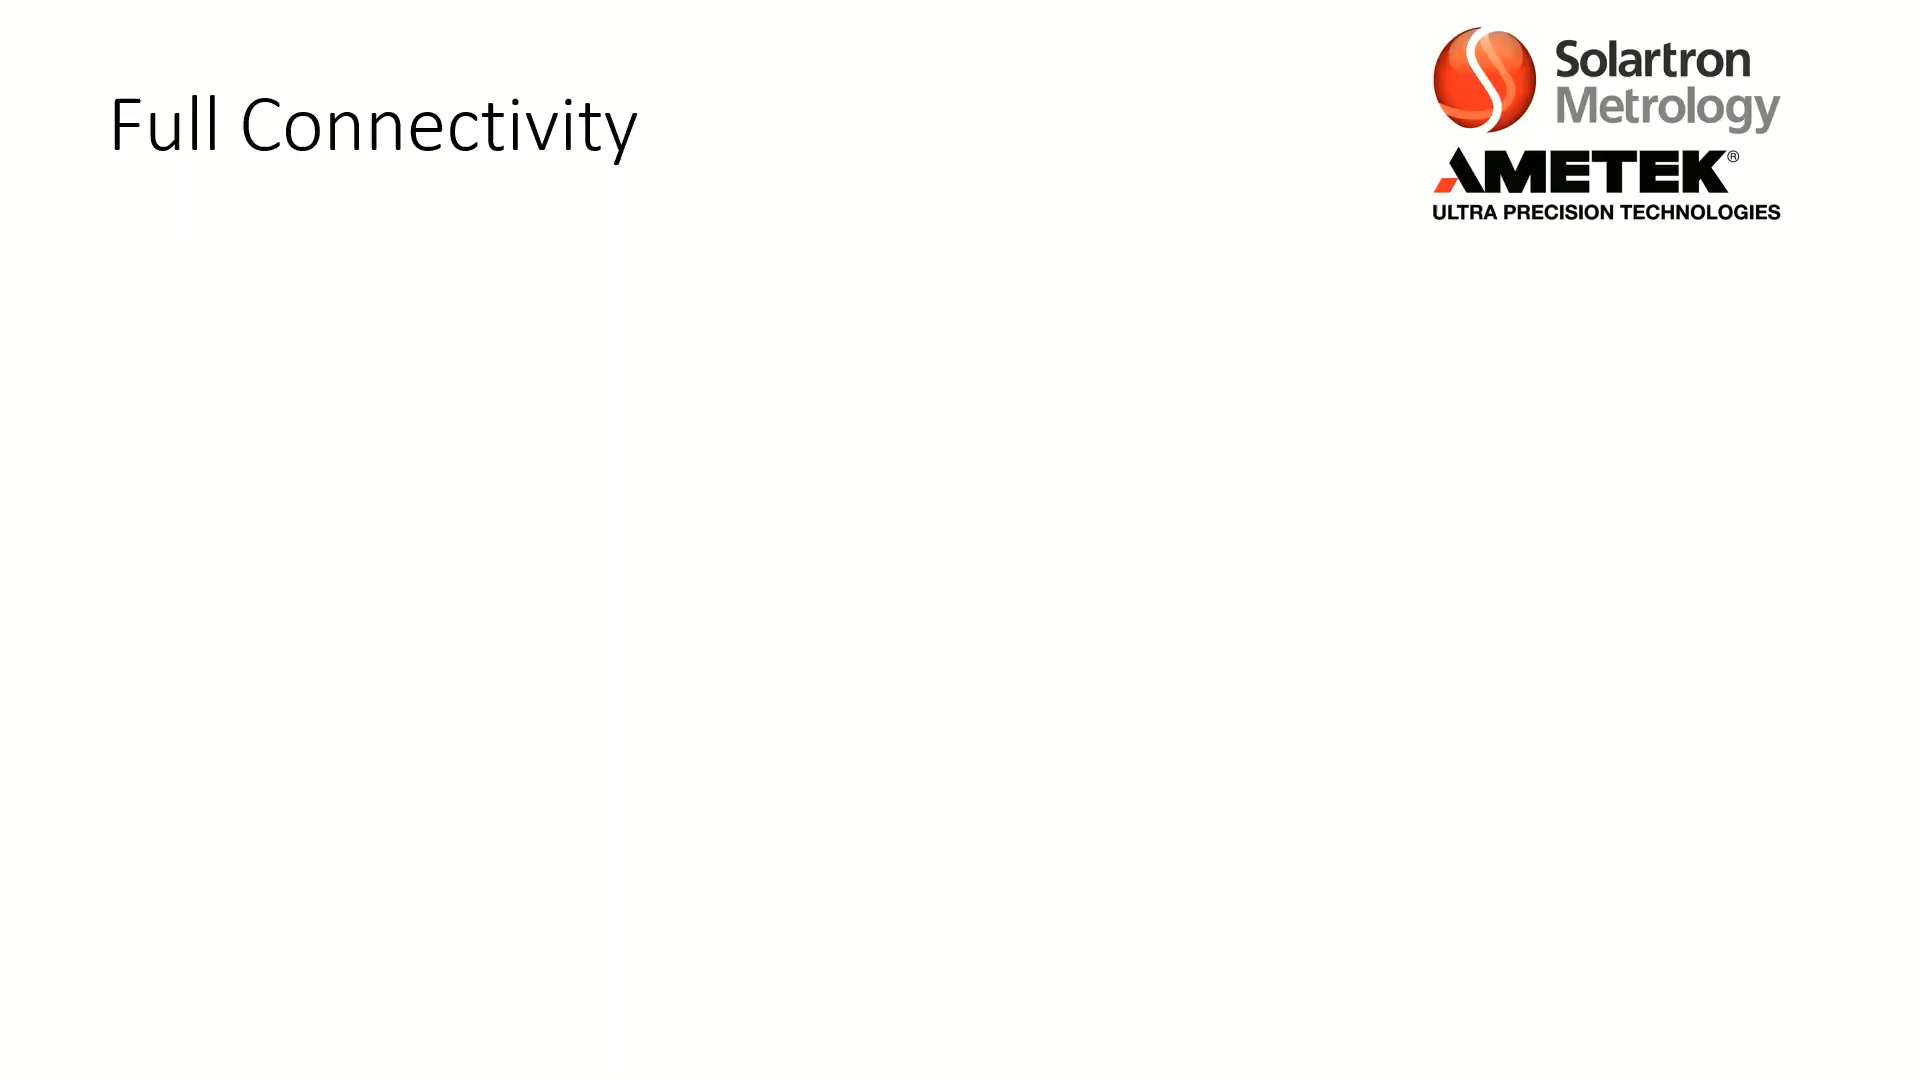 Full Connectivity
Solartron
Metrology
AMETEK®
ULTRA PRECISION TECHNOLOGIES